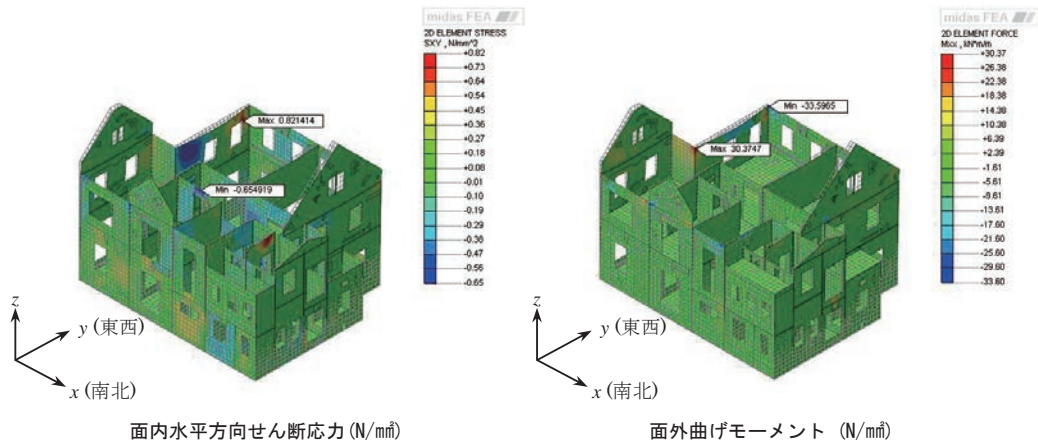 midas FEA
2D ELEMENT STRESS
SXY , N/mm^2
+0.82
+0.73
+0.64
+0.54
+0.45
+0.36
+0.27
+0.18
+0.08
-0.01
-0.10
-0.19
-0.29
-0.38
-0.47
-0.56
-0.65
Max 0.821414
Min -0.654919
z
y (東西)
x (南北)
面内水平方向せん断応力(N/㎟)
midas FEA
2D ELEMENT FORCE
Mxx , kN*m/m
+30.37
+26.38
+22.38
+18.38
+14.38
+10.38
+6.39
+2.39
-1.61
-5.61
-9.61
-13.61
-17.60
-21.60
-25.60
-29.60
-33.60
Min -33.5965
Max 30.3747
z
y (東西)
x (南北)
面外曲げモーメント (N/㎟)